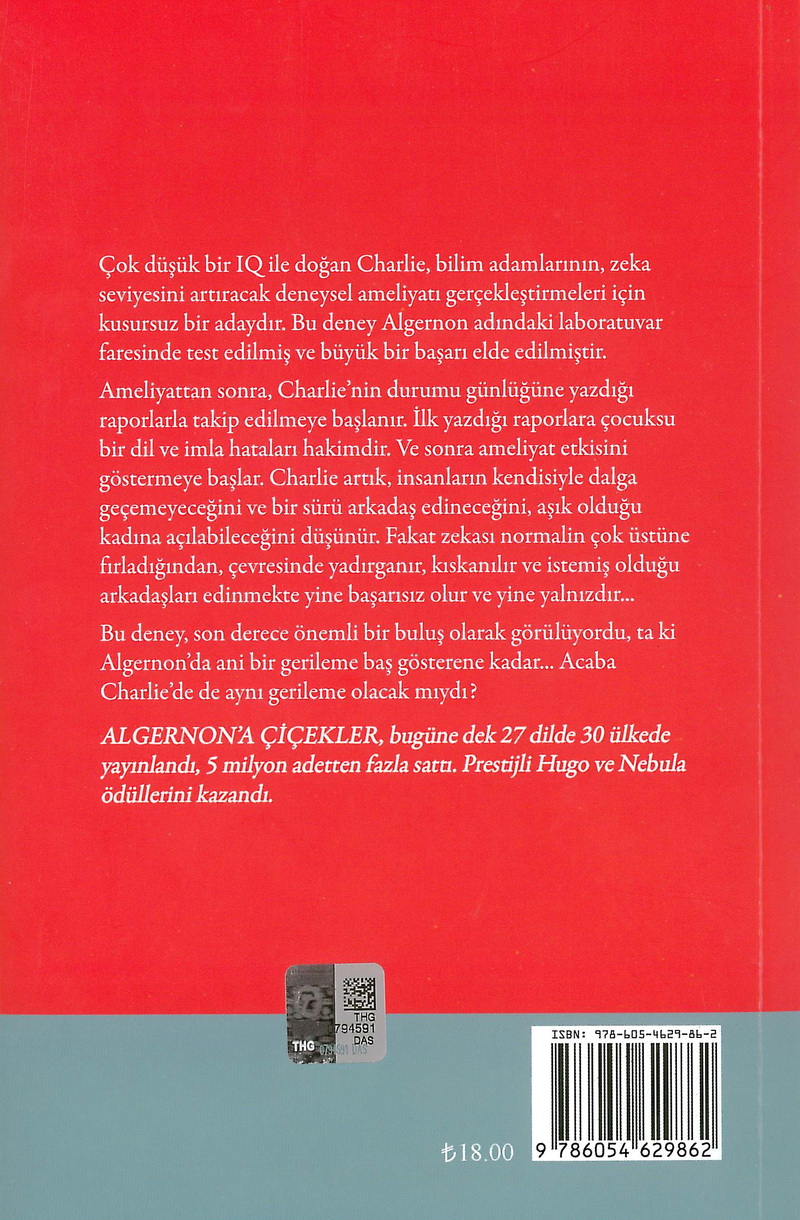 Çok düşük bir IQ ile doğan Charlie, bilim adamlarının, zeka
seviyesini artıracak deneysel ameliyatı gerçekleştirmeleri için
kusursuz bir adaydır. Bu deney Algernon adındaki laboratuvar
faresinde test edilmiş ve büyük bir başarı elde edilmiştir.
Ameliyattan sonra, Charlie’nin durumu günlüğüne yazdığı
raporlarla takip edilmeye başlanır. İlk yazdığı raporlara çocuksu
bir dil ve imla hataları hakimdir. Ve sonra ameliyat etkisini
göstermeye başlar. Charlie artık, insanların kendisiyle dalga
geçemeyeceğini ve bir sürü arkadaş edineceğini, aşık olduğu
kadına açılabileceğini düşünür. Fakat zekası normalin çok üstüne
fırladığından, çevresinde yadırganır, kıskanılır ve istemiş olduğu
arkadaşları edinmekte yine başarısız olur ve yine yalnızdır...
Bu deney, son derece önemli bir buluş olarak görülüyordu, ta ki
Algernon’da ani bir gerileme baş gösterene kadar... Acaba
Charlie’de de aynı gerileme olacak mıydı?
ALGERNON’A ÇİÇEKLER, bugüne dek 27 dilde 30 ülkede
yayınlandı, 5 milyon adetten fazla sattı. Prestijli Hugo ve Nebula
ödüllerini kazandı.
THG
0794591
DAS
THG
0794591 DAS
ISBN: 978-605-4629-86-2
9 786054 629862
₺18.00